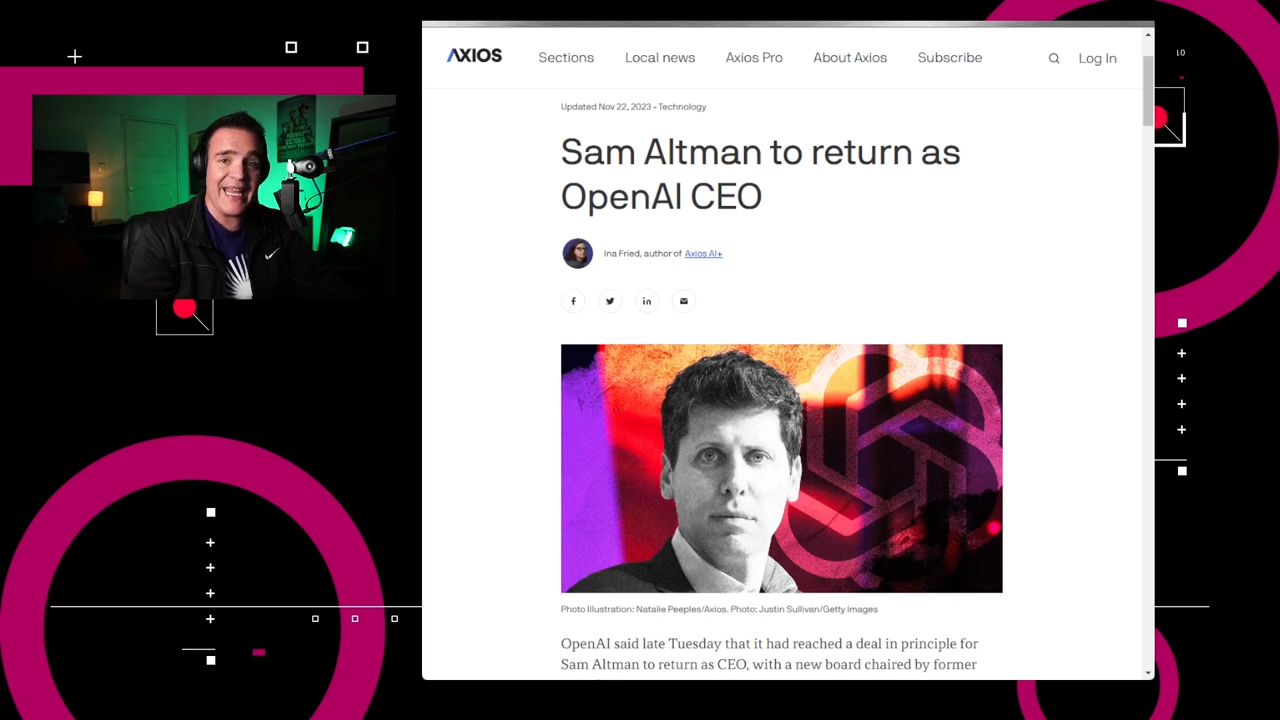 AXIOS
Sections
Local news
Axios Pro
About Axios
Subscribe
Log In
10
Updated Nov 22, 2023 - Technology
Sam Altman to return as
OpenAI CEO
Ina Fried, author of Axios AI+
Photo Illustration: Natalie Peeples/Axios. Photo: Justin Sullivan/Getty Images
OpenAI said late Tuesday that it had reached a deal in principle for
Sam Altman to return as CEO, with a new board chaired by former